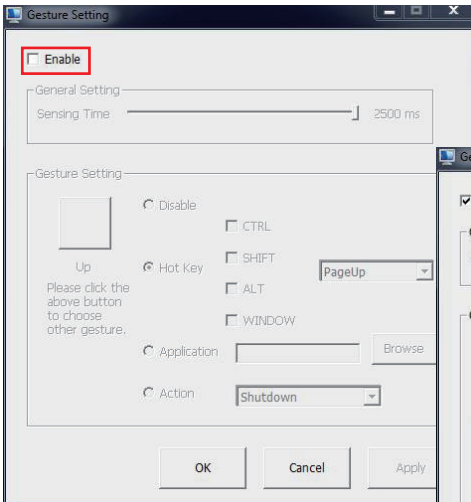 Gesture Setting
Enable
General Setting
Sensing Time 2500 ms
Gesture Setting
Disable
CTRL
SHIFT
Up Hot Key PageUp
Please click the
above button
to choose
other gesture.
ALT
WINDOW
Application Browse
Action Shutdown
OK Cancel Apply